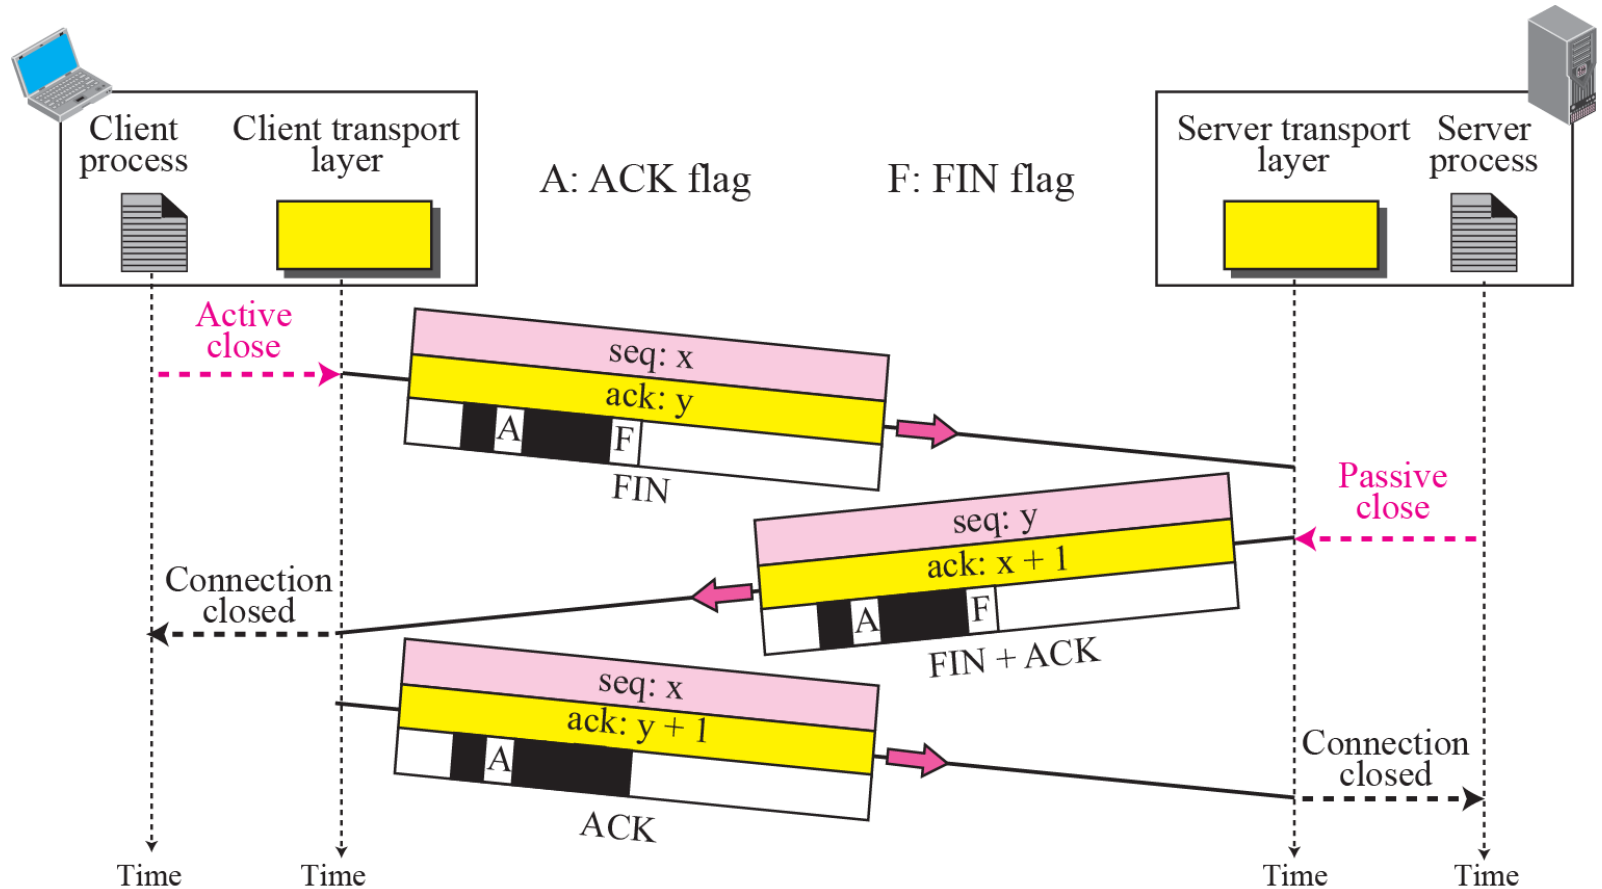 Client
process
Client transport
layer
A: ACK flag
F: FIN flag
Server transport
layer
Server
process
Active
close
seq: x
ack: y
A
F
FIN
Passive
close
seq: y
ack: x + 1
A
F
FIN + ACK
Connection
closed
seq: x
ack: y + 1
A
ACK
Connection
closed
Time
Time
Time
Time